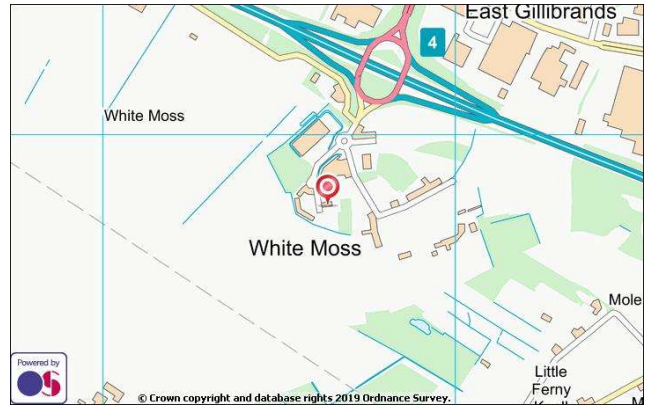 East Gillibrands
4
White Moss
White Moss
Mole
Little
Ferny
Powered by
OS
© Crown copyright and database rights 2019 Ordnance Survey.